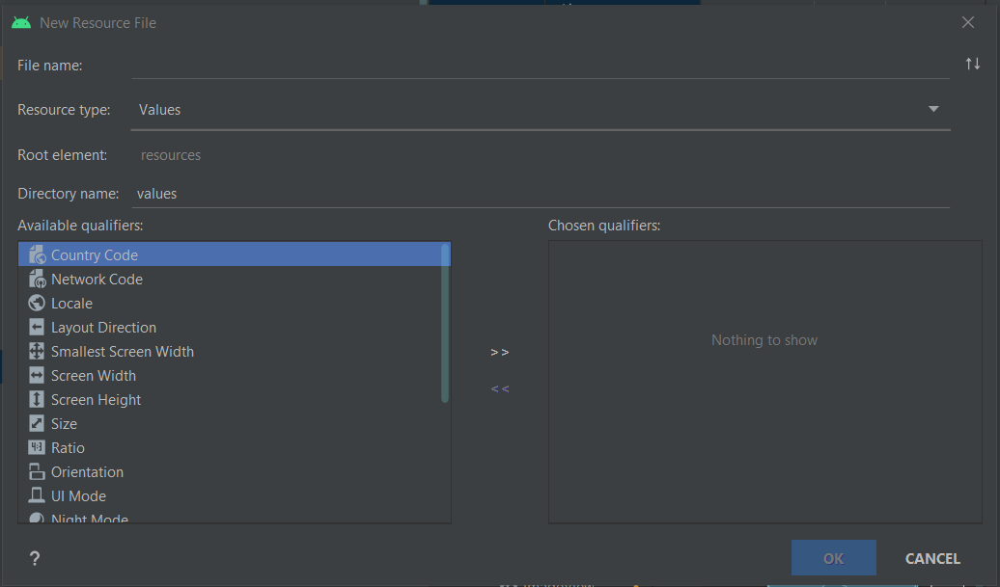 New Resource File
File name:
Resource type: Values
Root element: resources
Directory name: values
Available qualifiers: Chosen qualifiers:
Country Code
Network Code
Locale
Layout Direction
Nothing to show
Smallest Screen Width
>>
Screen Width
<<
Screen Height
Size
Ratio
Orientation
UI Mode
Night Mode
? OK CANCEL